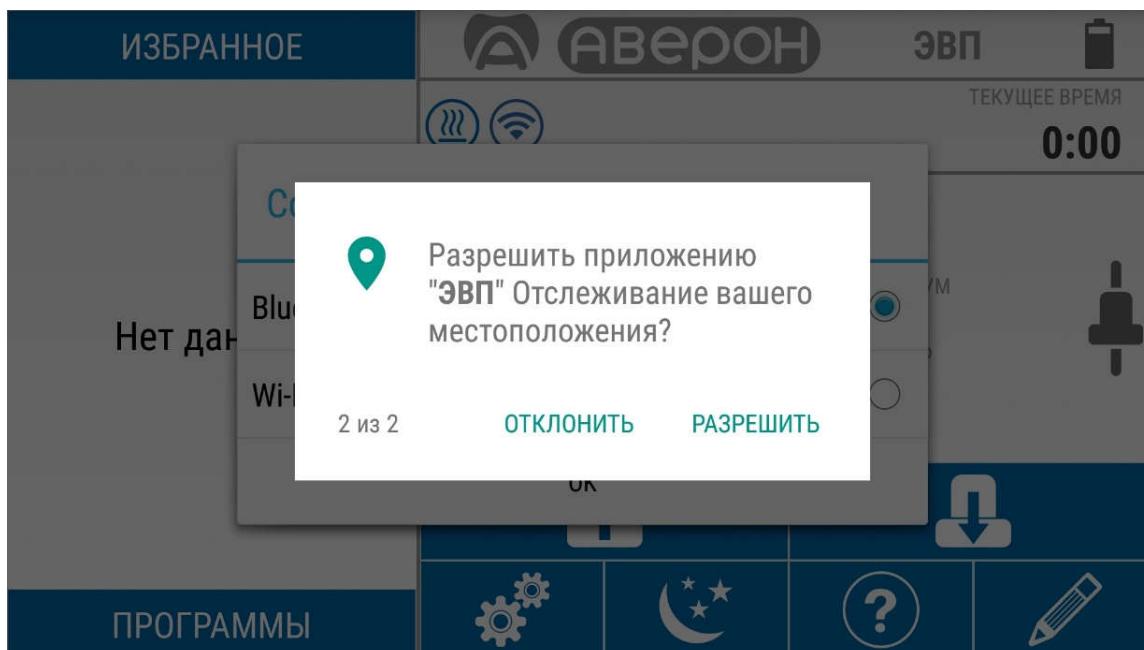 ИЗБРАННОЕ
АВЕРОН
ЭВП
ТЕКУЩЕЕ ВРЕМЯ
0:00
Разрешить приложению
"ЭВП" Отслеживание вашего
местоположения?
2 из 2
ОТКЛОНИТЬ
РАЗРЕШИТЬ
Нет
OK
ПРОГРАММЫ